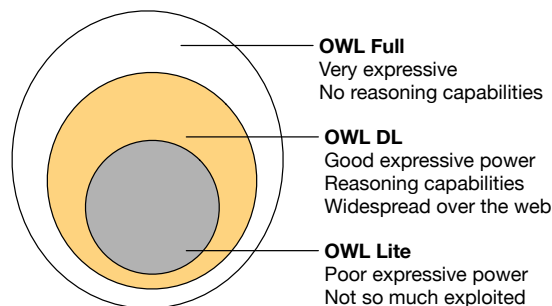 OWL Full
Very expressive
No reasoning capabilities
OWL DL
Good expressive power
Reasoning capabilities
Widespread over the web
OWL Lite
Poor expressive power
Not so much exploited